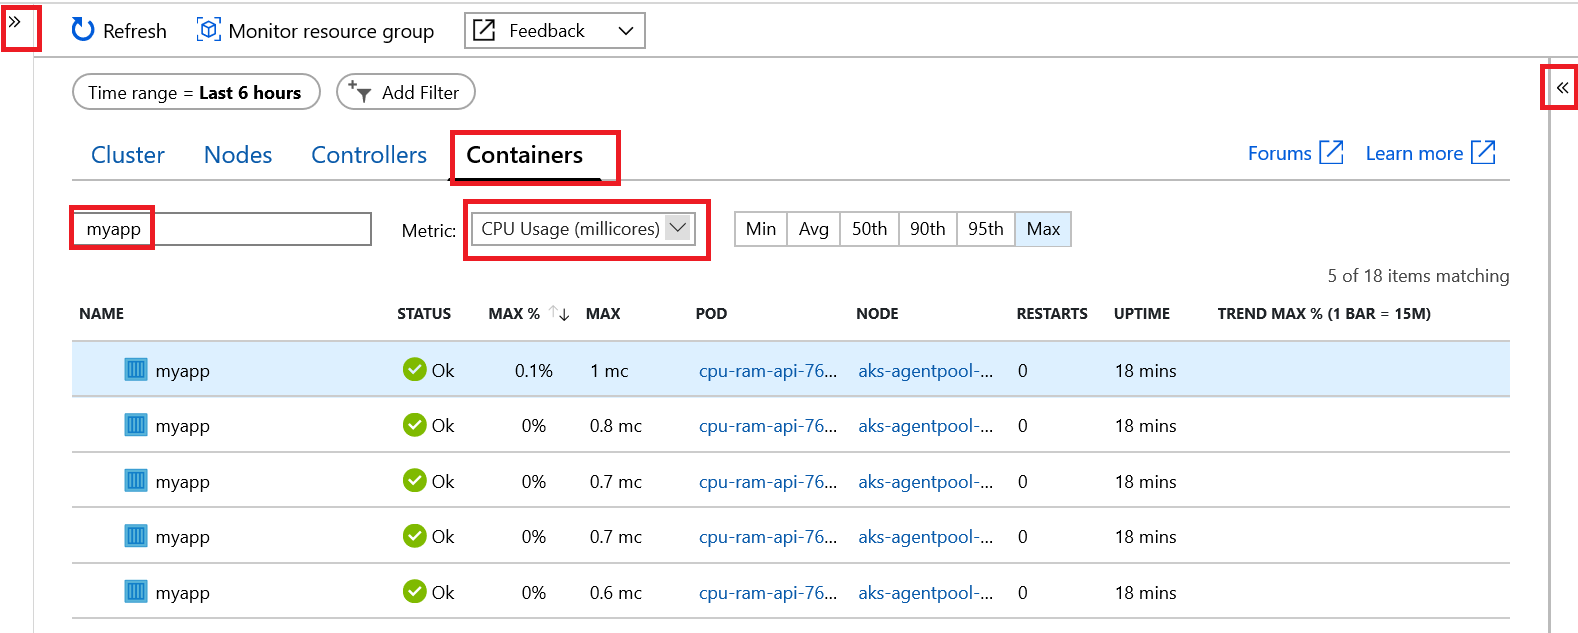 » Refresh Monitor resource group Feedback
Time range = Last 6 hours Add Filter «
Cluster Nodes Controllers Containers Forums Learn more
myapp Metric: CPU Usage (millicores) Min Avg 50th 90th 95th Max
5 of 18 items matching
NAME STATUS MAX % ↑↓ MAX POD NODE RESTARTS UPTIME TREND MAX % (1 BAR = 15M)
myapp Ok 0.1% 1 mc cpu-ram-api-76... aks-agentpool-... 0 18 mins
myapp Ok 0% 0.8 mc cpu-ram-api-76... aks-agentpool-... 0 18 mins
myapp Ok 0% 0.7 mc cpu-ram-api-76... aks-agentpool-... 0 18 mins
myapp Ok 0% 0.7 mc cpu-ram-api-76... aks-agentpool-... 0 18 mins
myapp Ok 0% 0.6 mc cpu-ram-api-76... aks-agentpool-... 0 18 mins